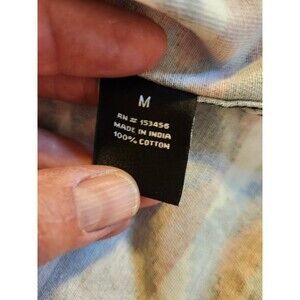 M
RN # 153456
MADE IN INDIA
100% COTTON